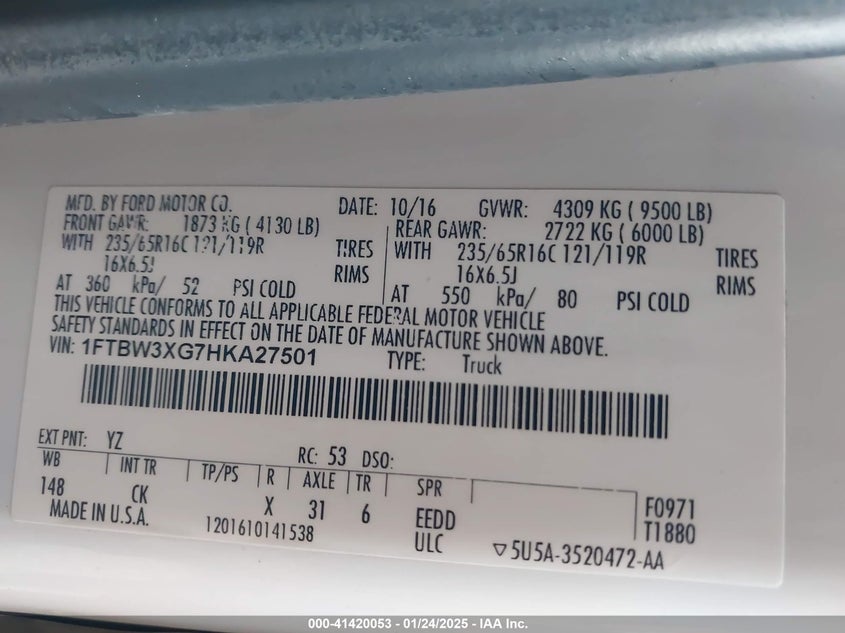 MFD. BY FORD MOTOR CO.
DATE: 10/16 GVWR: 4309 KG ( 9500 LB)
FRONT GAWR: 1873 KG ( 4130 LB)
WITH 235/65R16C 121/119R TIRES
16X6.5J RIMS
AT 360 kPa/ 52 PSI COLD
REAR GAWR: 2722 KG ( 6000 LB)
WITH 235/65R16C 121/119R TIRES
16X6.5J RIMS
AT 550 kPa/ 80 PSI COLD
THIS VEHICLE CONFORMS TO ALL APPLICABLE FEDERAL MOTOR VEHICLE
SAFETY STANDARDS IN EFFECT ON THE DATE OF MANUFACTURE SHOWN ABOVE.
VIN: 1FTBW3XG7HKA27501 TYPE: Truck
EXT PNT: YZ RC: 53 DSO:
WB INT TR TP/PS R AXLE TR SPR
148 CK X 31 6 EEDD F0971
MADE IN U.S.A. 1201610141538 ULC T1880
5U5A-3520472-AA
000-41420053 — 01/24/2025 — IAA Inc.